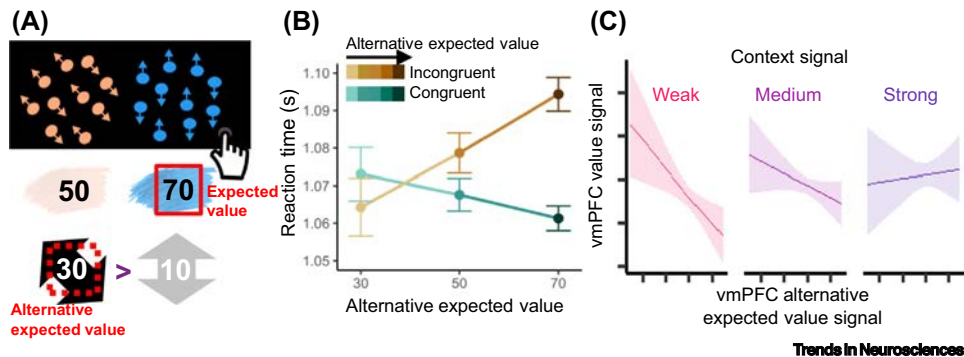 (A)
50
70
Expected
value
30
>
10
Alternative
expected value
(B)
Alternative expected value
Incongruent
Congruent
Reaction time (s)
1.10
1.09
1.08
1.07
1.06
1.05
30
50
70
Alternative expected value
(C)
Context signal
Weak
Medium
Strong
vmPFC value signal
vmPFC alternative
expected value signal
Trends in Neurosciences